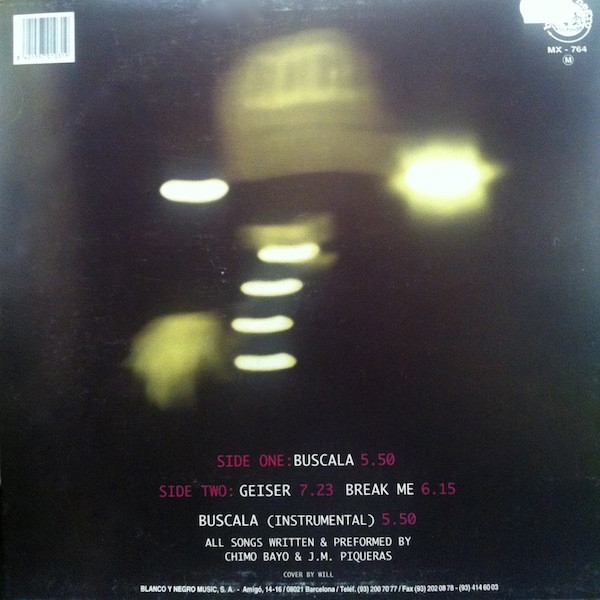 MX - 764
M
SIDE ONE: BUSCALA 5.50
SIDE TWO: GEISER 7.23 BREAK ME 6.15
BUSCALA (INSTRUMENTAL) 5.50
ALL SONGS WRITTEN & PREFORMED BY
CHIMO BAYO & J.M. PIQUERAS
COVER BY WILL
BLANCO Y NEGRO MUSIC, S. A. - Amigó, 14-16 / 08021 Barcelona / Teléf. (93) 200 70 77 / Fax (93) 202 08 78 - (93) 414 60 03